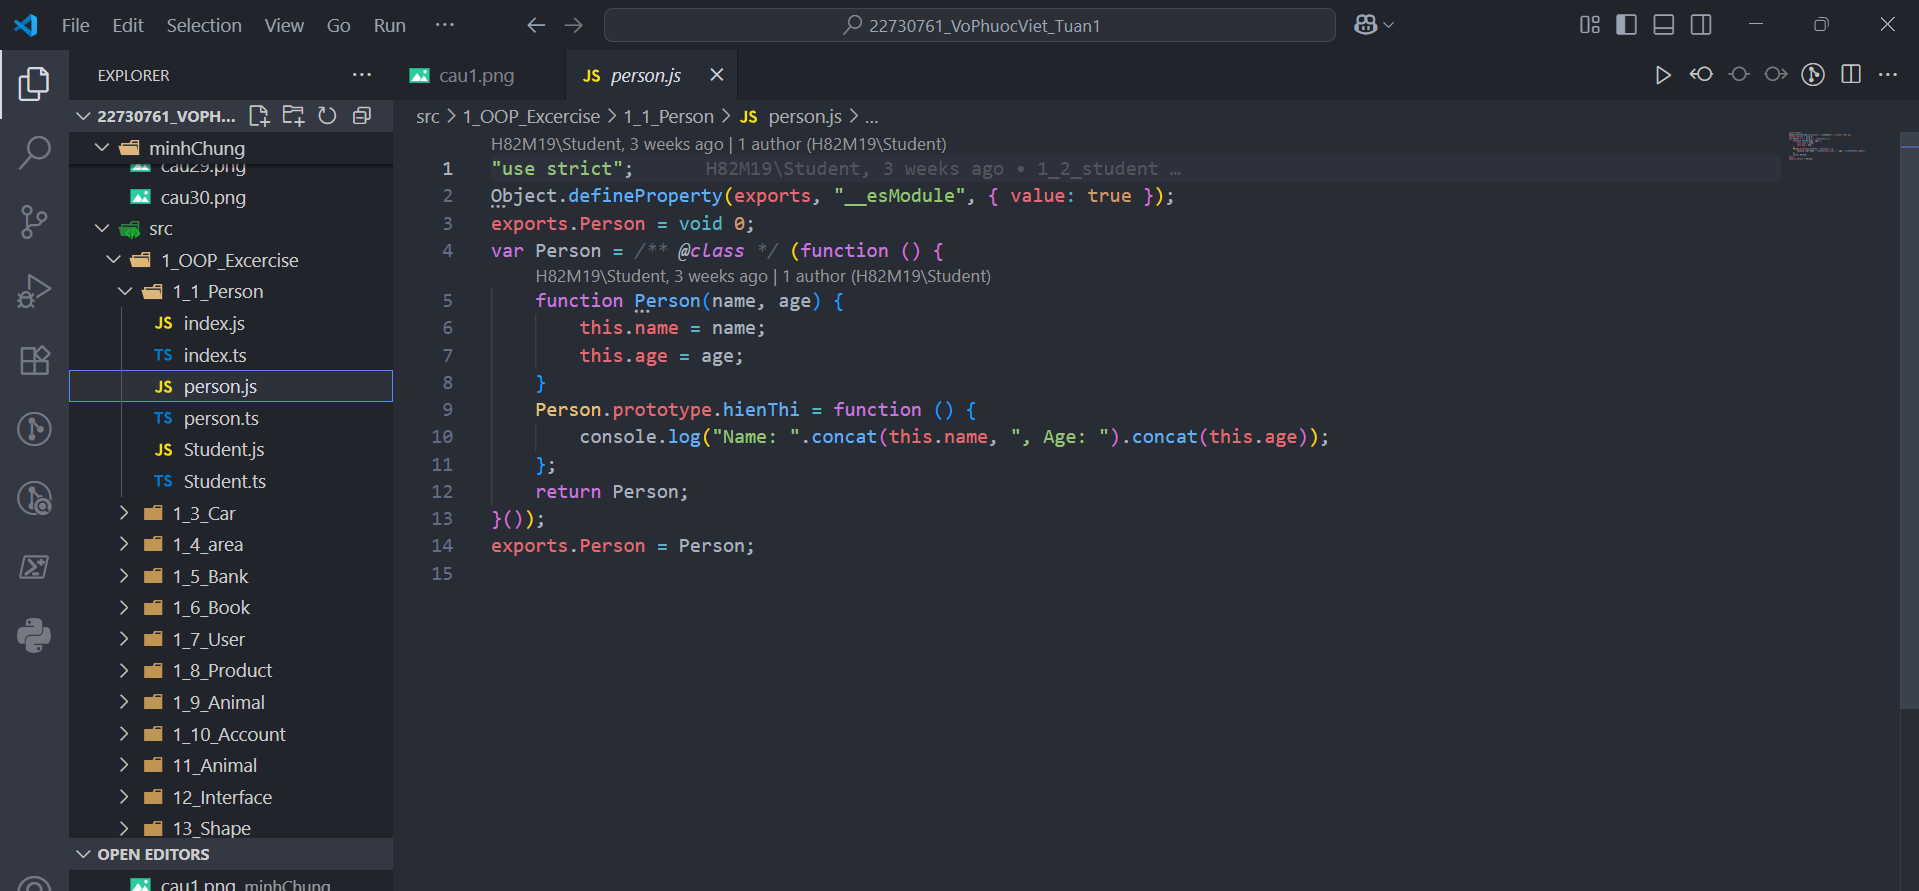 File Edit Selection View Go Run ···
22730761_VoPhuocViet_Tuan1
EXPLORER
22730761_VOPH...
minhChung
cau29.png
cau30.png
src
1_OOP_Excercise
1_1_Person
JS index.js
TS index.ts
JS person.js
TS person.ts
JS Student.js
TS Student.ts
1_3_Car
1_4_area
1_5_Bank
1_6_Book
1_7_User
1_8_Product
1_9_Animal
1_10_Account
11_Animal
12_Interface
13_Shape
OPEN EDITORS
cau1.png minhChung
cau1.png
JS person.js
src > 1_OOP_Excercise > 1_1_Person > JS person.js > ...
H82M19\Student, 3 weeks ago | 1 author (H82M19\Student)
1 "use strict"; H82M19\Student, 3 weeks ago • 1_2_student …
2 Object.defineProperty(exports, "__esModule", { value: true });
3 exports.Person = void 0;
4 var Person = /** @class */ (function () {
H82M19\Student, 3 weeks ago | 1 author (H82M19\Student)
5 function Person(name, age) {
6 this.name = name;
7 this.age = age;
8 }
9 Person.prototype.hienThi = function () {
10 console.log("Name: ".concat(this.name, ", Age: ").concat(this.age));
11 };
12 return Person;
13 }());
14 exports.Person = Person;
15